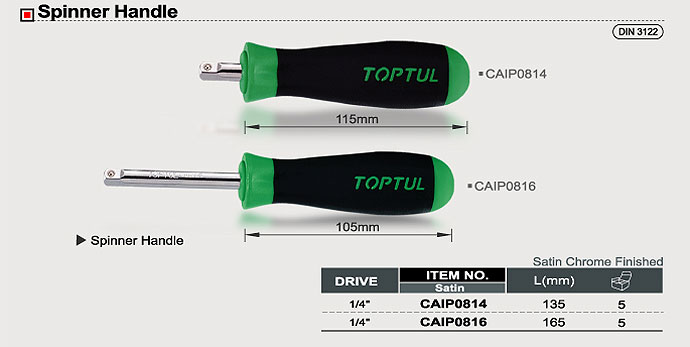 Spinner Handle
DIN 3122
TOPTUL
CAIP0814
115mm
TOPTUL
TOPTUL
CAIP0816
105mm
Spinner Handle
Satin Chrome Finished
DRIVE ITEM NO. L(mm)
Satin
1/4" CAIP0814 135 5
1/4" CAIP0816 165 5